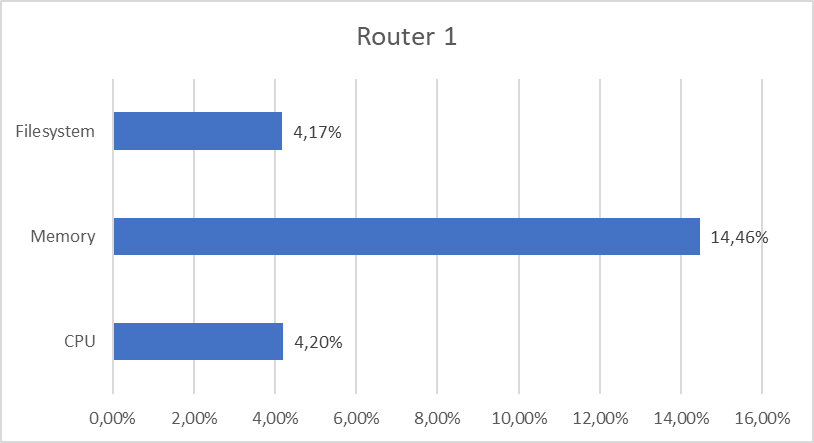 Router 1
Filesystem 4,17%
Memory 14,46%
CPU 4,20%
0,00% 2,00% 4,00% 6,00% 8,00% 10,00% 12,00% 14,00% 16,00%